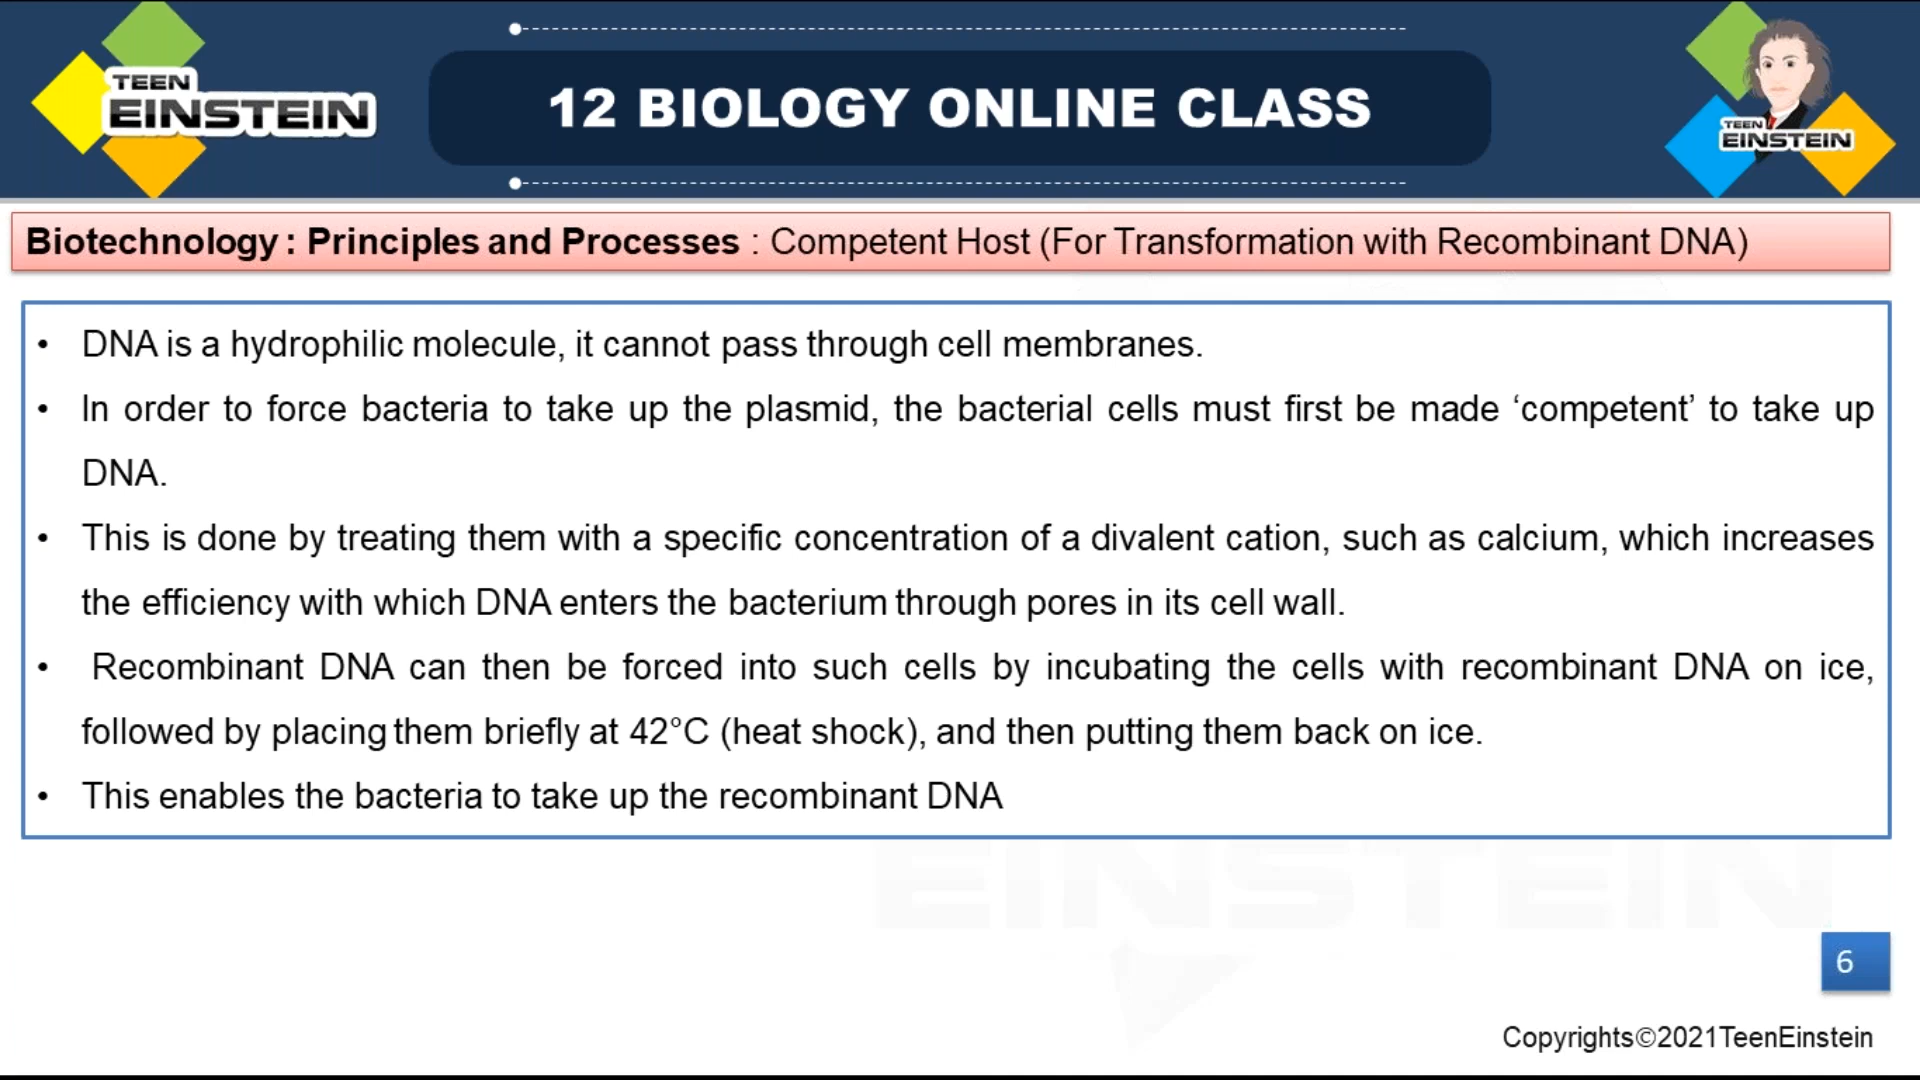 TEEN
EINSTEIN
12 BIOLOGY ONLINE CLASS
TEEN
EINSTEIN
Biotechnology : Principles and Processes : Competent Host (For Transformation with Recombinant DNA)
• DNA is a hydrophilic molecule, it cannot pass through cell membranes.
• In order to force bacteria to take up the plasmid, the bacterial cells must first be made ‘competent’ to take up
DNA.
• This is done by treating them with a specific concentration of a divalent cation, such as calcium, which increases
the efficiency with which DNA enters the bacterium through pores in its cell wall.
• Recombinant DNA can then be forced into such cells by incubating the cells with recombinant DNA on ice,
followed by placing them briefly at 42°C (heat shock), and then putting them back on ice.
• This enables the bacteria to take up the recombinant DNA
EINSTEIN
6
Copyrights©2021TeenEinstein